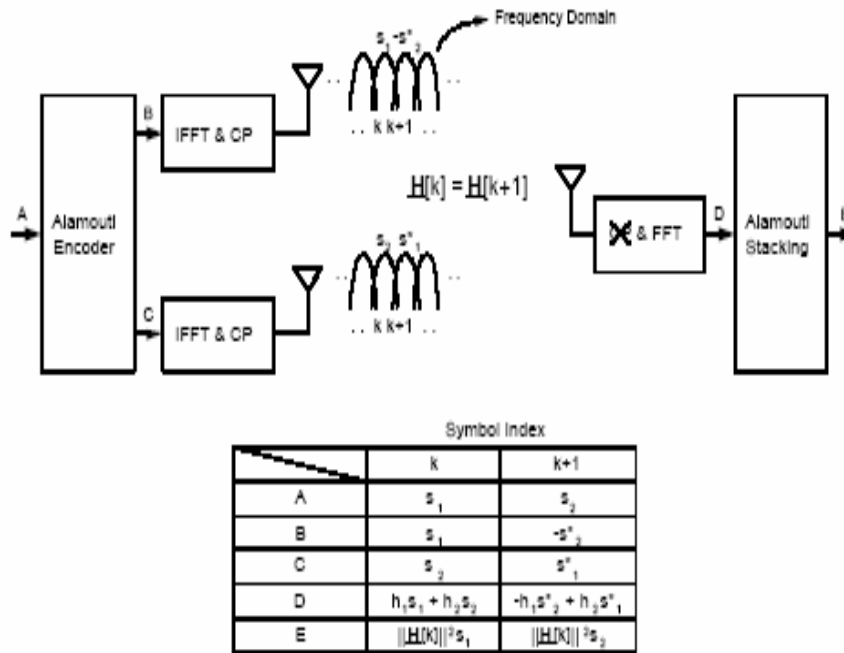 Frequency Domain
s₁ -s*₂
‥ ‥
B
IFFT & CP
‥ k k+1 ‥
A
Alamouti
Encoder
H[k] = H[k+1]
& FFT
D
Alamouti
Stacking
s₂ s*₁
‥ ‥
C
IFFT & CP
‥ k k+1 ‥
Symbol Index
k k+1
A s₁ s₂
B s₁ -s*₂
C s₂ s*₁
D h₁s₁ + h₂s₂ -h₁s*₂ + h₂s*₁
E ||H[k]||²s₁ ||H[k]||²s₂